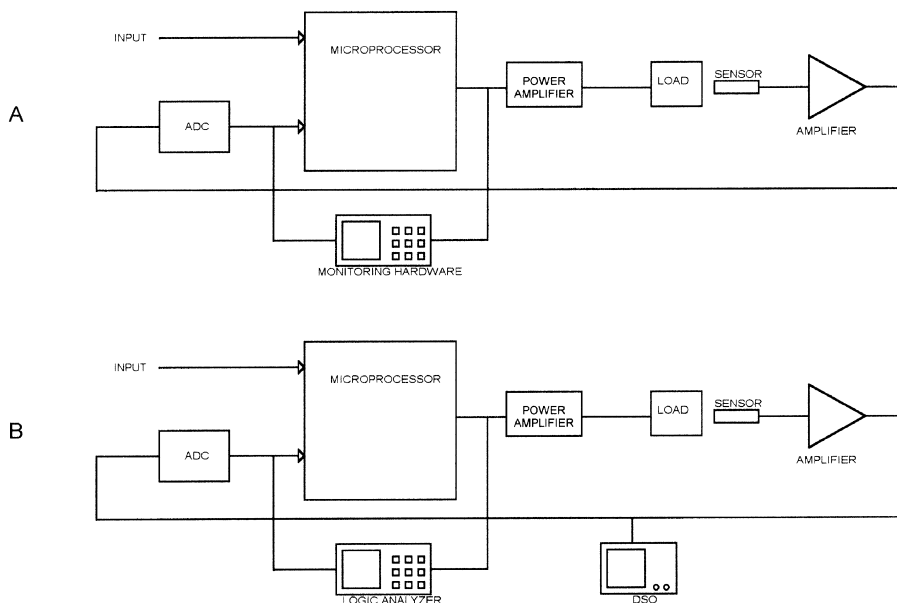 A
INPUT
MICROPROCESSOR
ADC
POWER
AMPLIFIER
LOAD
SENSOR
AMPLIFIER
MONITORING HARDWARE
B
INPUT
MICROPROCESSOR
ADC
POWER
AMPLIFIER
LOAD
SENSOR
AMPLIFIER
LOGIC ANALYZER
DSO